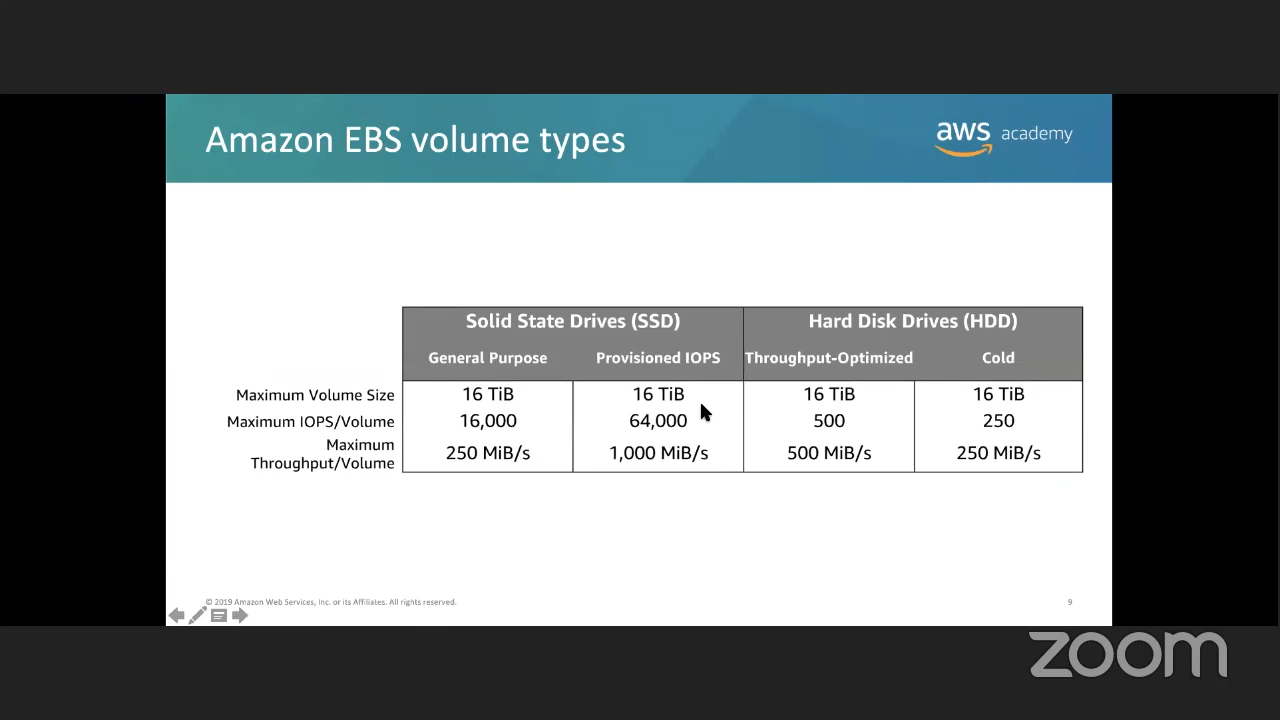 Amazon EBS volume types
aws academy
Solid State Drives (SSD) Hard Disk Drives (HDD)
General Purpose Provisioned IOPS Throughput-Optimized Cold
Maximum Volume Size 16 TiB 16 TiB 16 TiB 16 TiB
Maximum IOPS/Volume 16,000 64,000 500 250
Maximum
Throughput/Volume 250 MiB/s 1,000 MiB/s 500 MiB/s 250 MiB/s
© 2019 Amazon Web Services, Inc. or its Affiliates. All rights reserved. 9
zoom